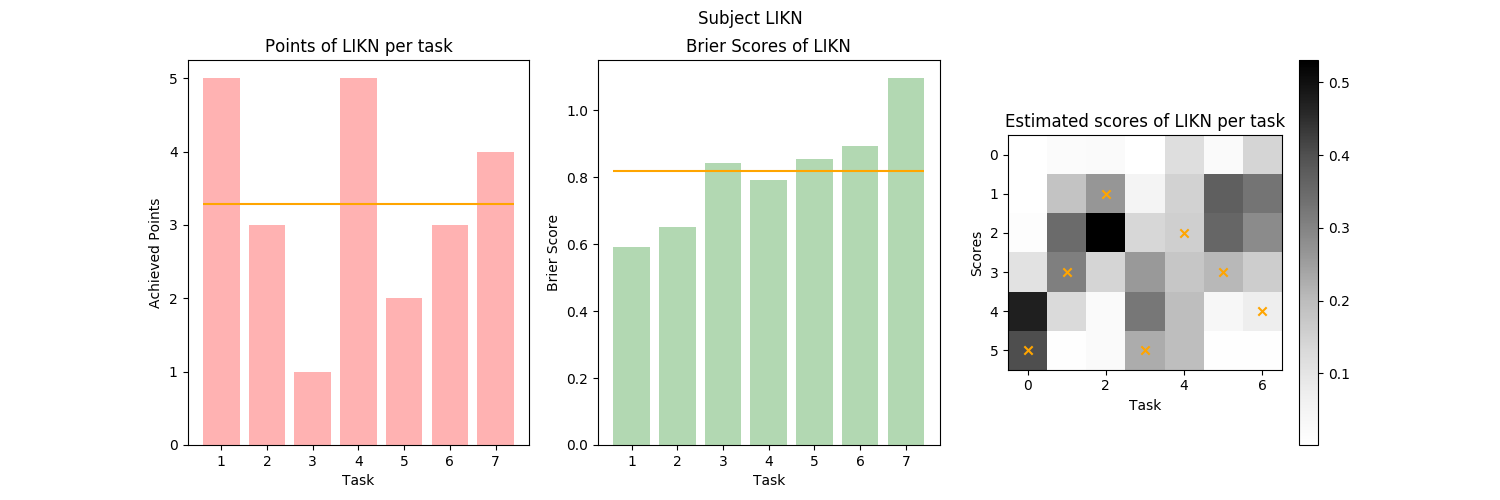 Subject LIKN
Points of LIKN per task
Achieved Points
5
4
3
2
1
0
1 2 3 4 5 6 7
Task
Brier Scores of LIKN
Brier Score
1.0
0.8
0.6
0.4
0.2
0.0
1 2 3 4 5 6 7
Task
Estimated scores of LIKN per task
Scores
0
1
2
3
4
5
0 2 4 6
Task
0.5
0.4
0.3
0.2
0.1